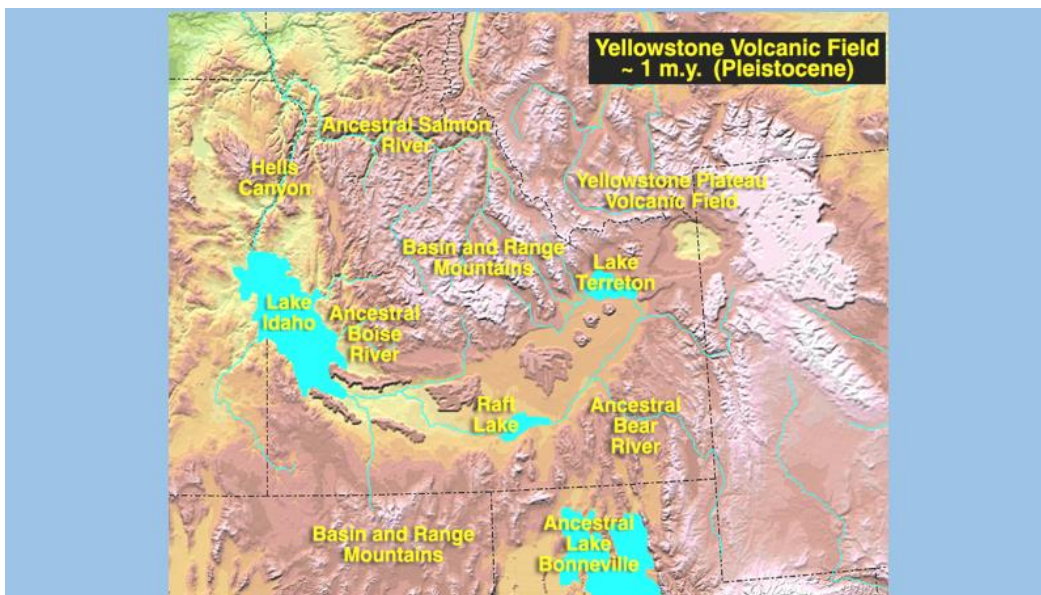 Yellowstone Volcanic Field
~ 1 m.y. (Pleistocene)
Ancestral Salmon
River
Hells
Canyon
Yellowstone Plateau
Volcanic Field
Basin and Range
Mountains
Lake
Terreton
Lake
Idaho
Ancestral
Boise
River
Raft
Lake
Ancestral
Bear
River
Basin and Range
Mountains
Ancestral
Lake
Bonneville